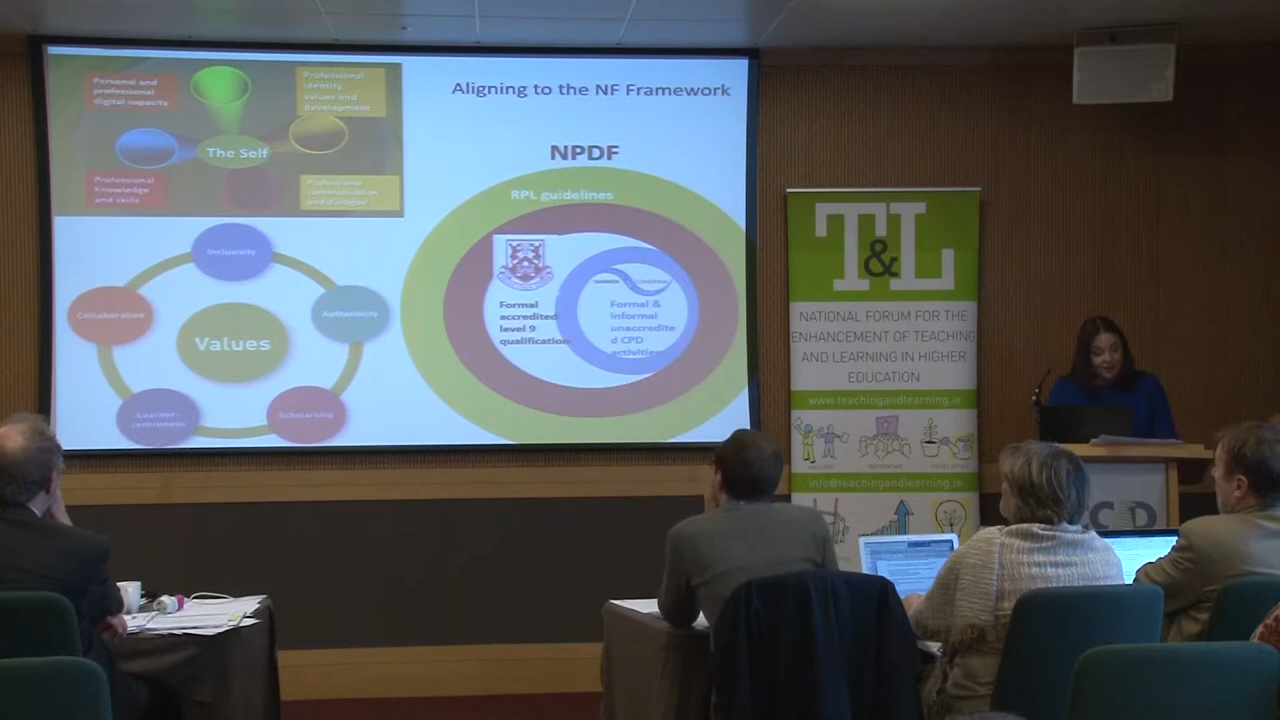 Aligning to the NF Framework
Personal and
professional
digital capacity
Professional
identity,
values and
development
The Self
Professional
Knowledge
and skills
Professional
communication
and dialogue
NPDF
RPL guidelines
Formal
accredited
level 9
qualification
Formal &
informal
unaccredite
d CPD
activities
Inclusivity
Collaboration
Authenticity
Values
Learner-
centredness
Scholarship
T&L
NATIONAL FORUM FOR THE
ENHANCEMENT OF TEACHING
AND LEARNING IN HIGHER
EDUCATION
www.teachingandlearning.ie
info@teachingandlearning.ie